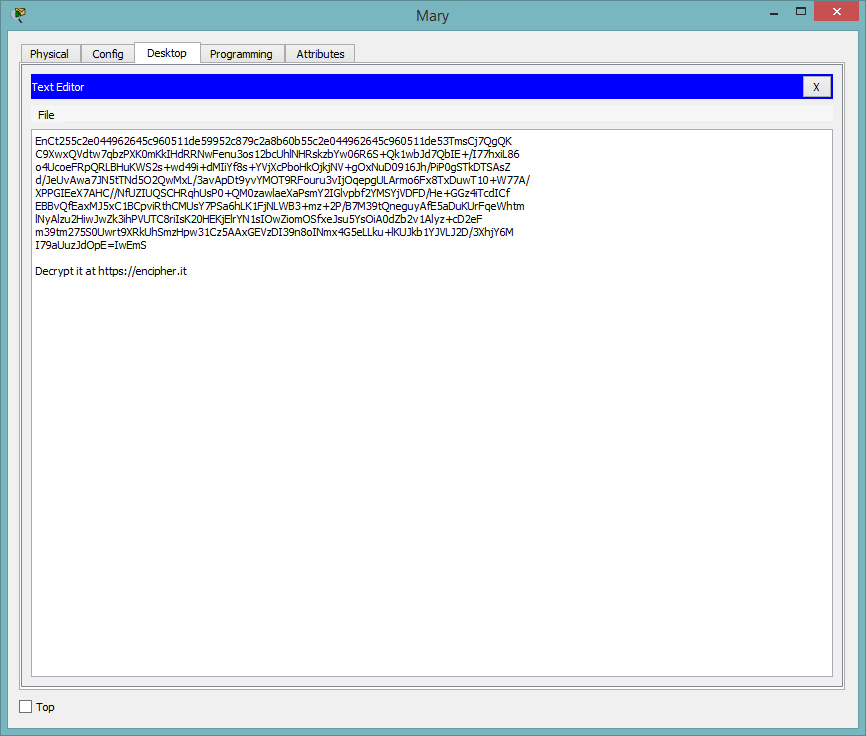 Mary
X
Physical
Config
Desktop
Programming
Attributes
Text Editor
X
File
EnCt255c2e044962645c960511de59952c879c2a8b60b55c2e044962645c960511de53TmsCj7QgQK
C9XwxQVdtw7qbzPXK0mKkIHdRRNwFenu3os12bcUhlNHRskzbYw06R6S+Qk1wbJd7QbIE+/I77hxiL86
o4UcoeFRpQRLBHuKWS2s+wd49i+dMIiYf8s+YVjXcPboHkOjkjNV+gOxNuD0916Jh/PiP0gSTkDTSAsZ
d/JeUvAwa7JN5tTNd5O2QwMxL/3avApDt9yvYMOT9RFouru3vIjOqepgULArmo6Fx8TxDuwT10+W77A/
XPPGIEeX7AHC//NfUZIUQSCHRqhUsP0+QM0zawlaeXaPsmY2IGlvpbf2YMSYjVDFD/He+GGz4iTcdICf
EBBvQfEaxMJ5xC1BCpviRthCMUsY7PSa6hLK1FjNLWB3+mz+2P/B7M39tQneguyAfE5aDuKUrFqeWhtm
lNyAlzu2HiwJwZk3ihPVUTC8riIsK20HEKjElrYN1sIOwZiomOSfxeJsu5YsOiA0dZb2v1Alyz+cD2eF
m39tm275S0Uwrt9XRkUhSmzHpw31Cz5AAxGEVzDI39n8oINmx4G5eLLku+lKUJkb1YJVLJ2D/3XhjY6M
I79aUuzJdOpE=IwEmS
Decrypt it at https://encipher.it
Top